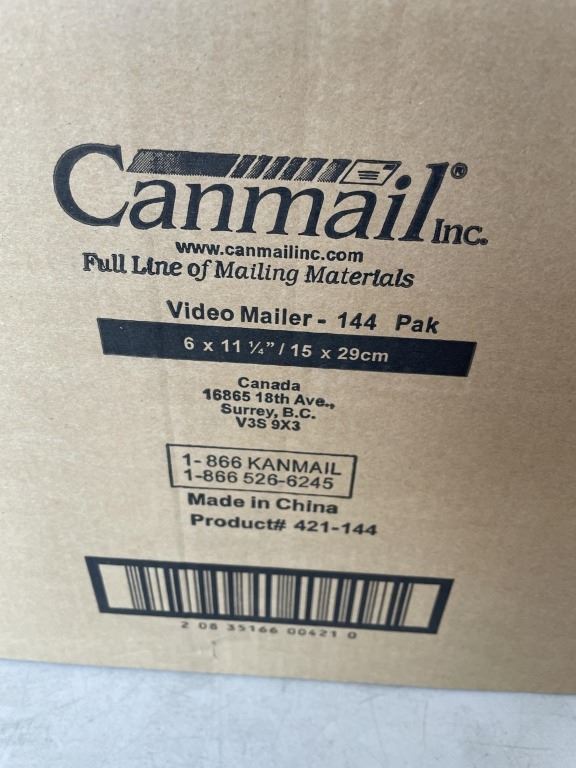 Canmail® Inc.
www.canmailinc.com
Full Line of Mailing Materials
Video Mailer - 144 Pak
6 x 11 ¼" / 15 x 29cm
Canada
16865 18th Ave.,
Surrey, B.C.
V3S 9X3
1-866 KANMAIL
1-866 526-6245
Made in China
Product# 421-144
2 08 35166 00421 0